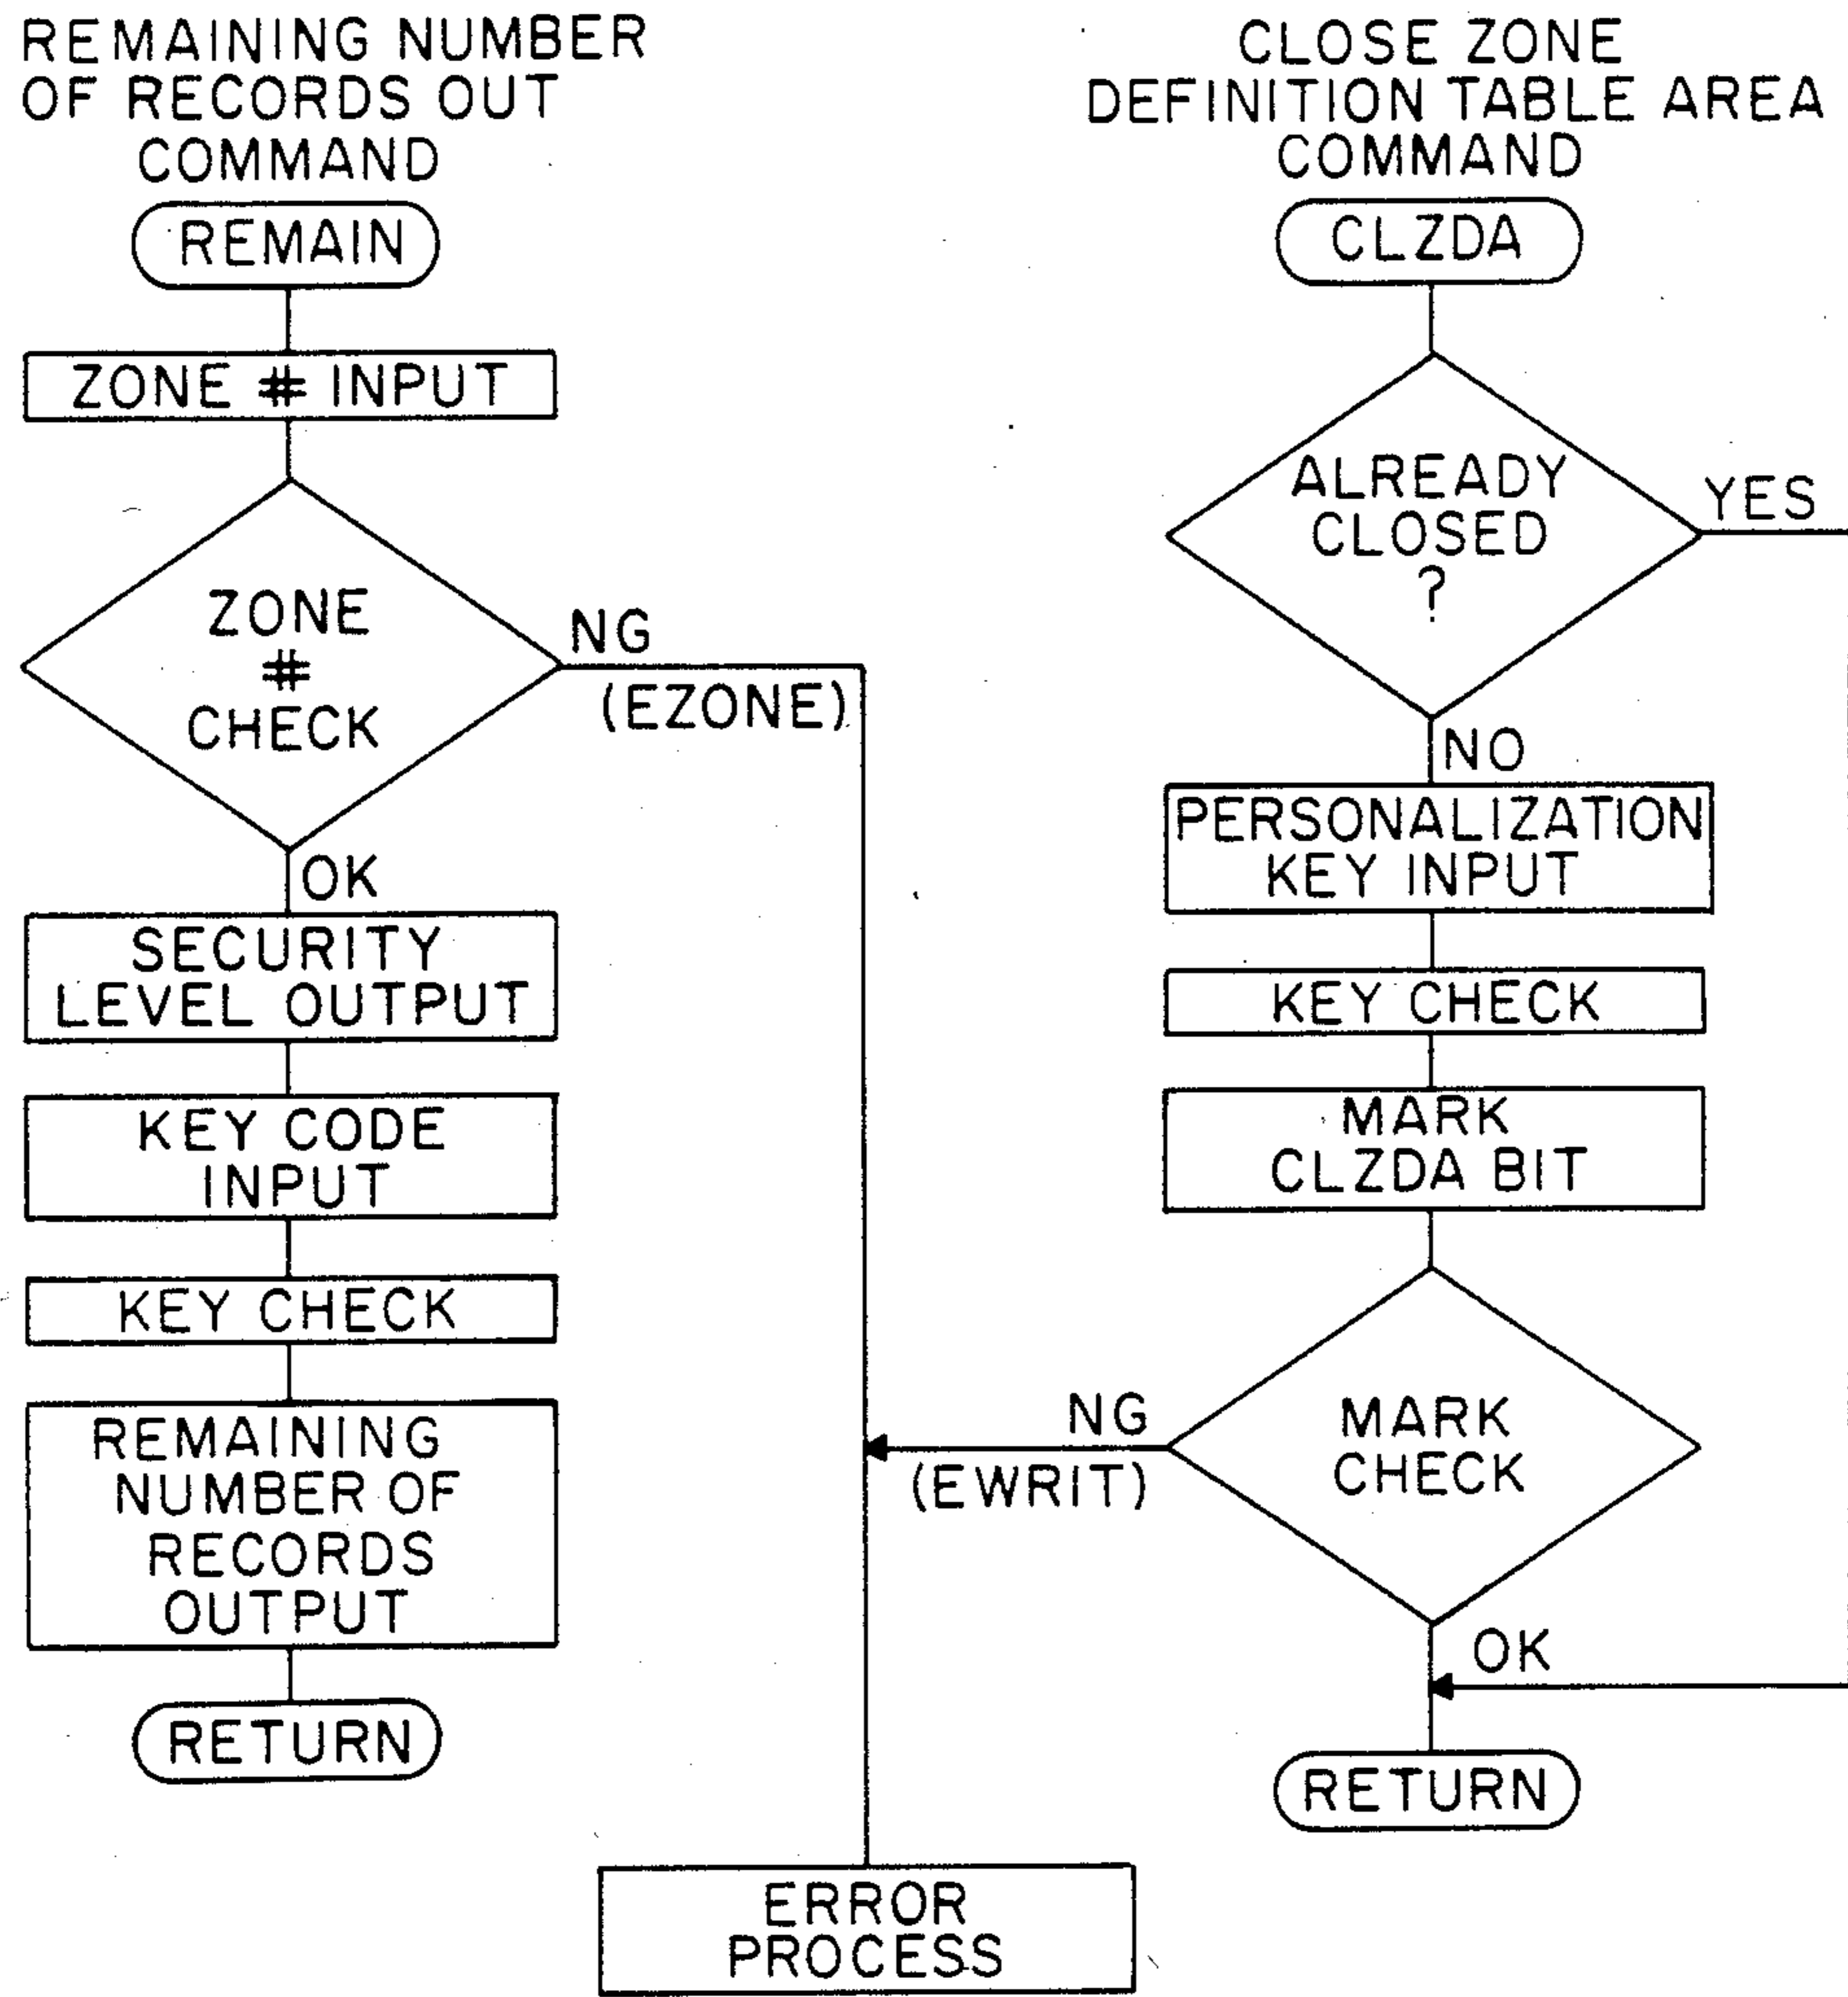 REMAINING NUMBER
OF RECORDS OUT
COMMAND
REMAIN
ZONE # INPUT
ZONE
#
CHECK
NG
(EZONE)
OK
SECURITY
LEVEL OUTPUT
KEY CODE
INPUT
KEY CHECK
REMAINING
NUMBER OF
RECORDS
OUTPUT
RETURN
CLOSE ZONE
DEFINITION TABLE AREA
COMMAND
CLZDA
ALREADY
CLOSED
?
YES
NO
PERSONALIZATION
KEY INPUT
KEY CHECK
MARK
CLZDA BIT
MARK
CHECK
NG
(EWRIT)
OK
RETURN
ERROR
PROCESS